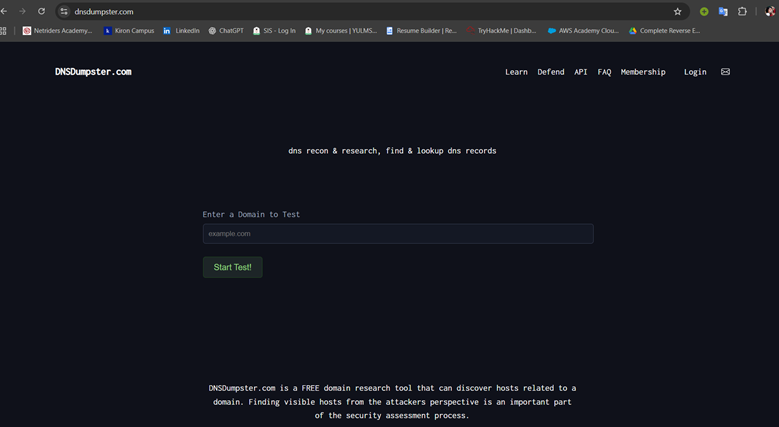 dnsdumpster.com
Netriders Academy... Kiron Campus LinkedIn ChatGPT SIS - Log In My courses | YULMS... Resume Builder | Re... TryHackMe | Dashb... AWS Academy Clou... Complete Reverse E...
DNSDumpster.com Learn Defend API FAQ Membership Login
dns recon & research, find & lookup dns records
Enter a Domain to Test
example.com
Start Test!
DNSDumpster.com is a FREE domain research tool that can discover hosts related to a
domain. Finding visible hosts from the attackers perspective is an important part
of the security assessment process.